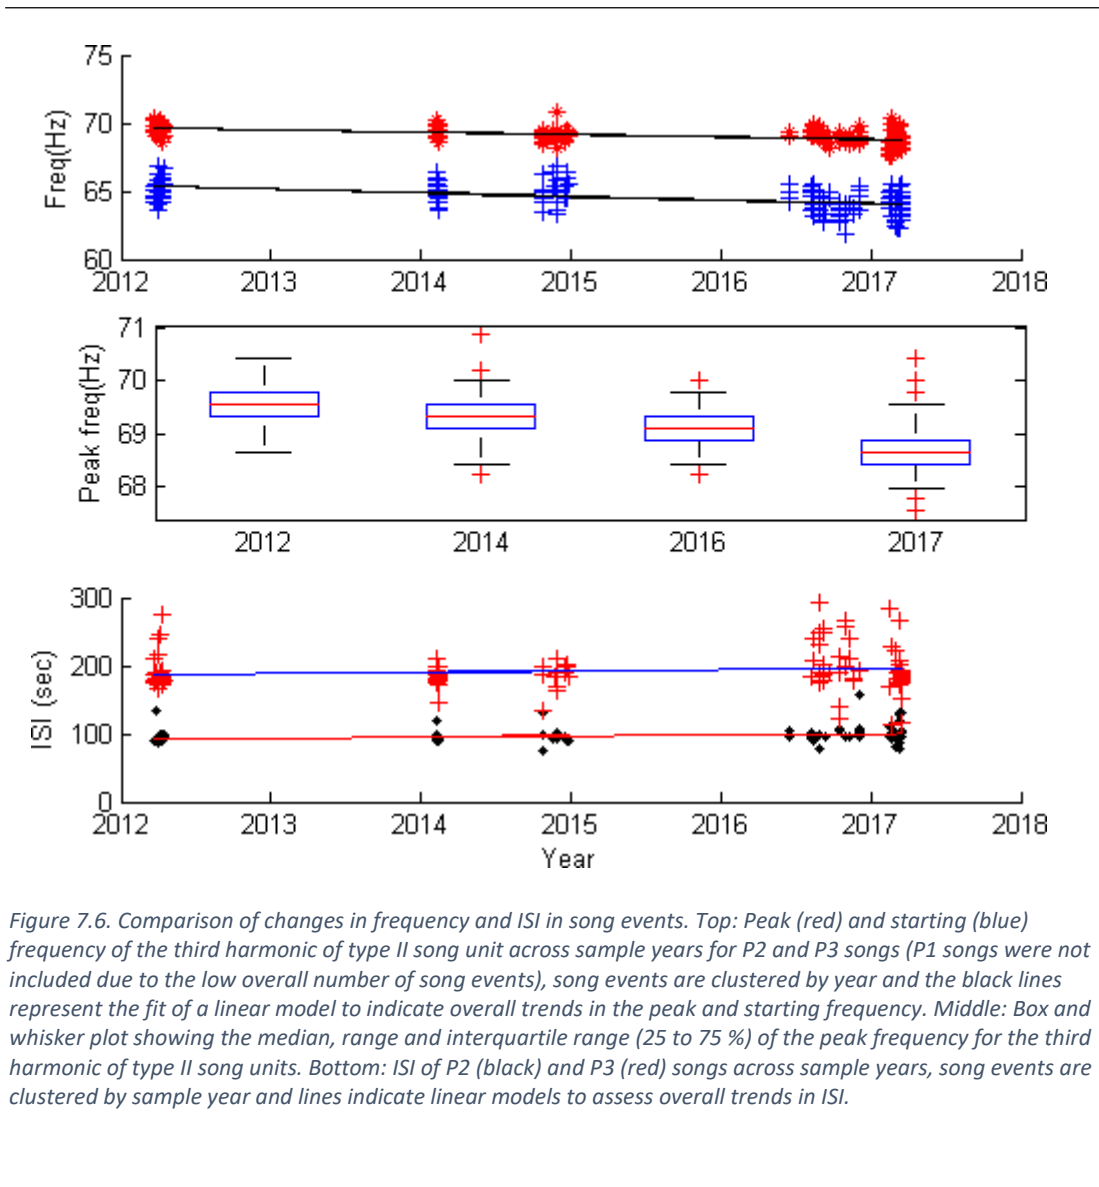 75
70
65
60
Freq(Hz)
2012 2013 2014 2015 2016 2017 2018
71
70
69
68
Peak freq(Hz)
2012 2014 2016 2017
300
200
100
0
ISI (sec)
2012 2013 2014 2015 2016 2017 2018
Year
Figure 7.6. Comparison of changes in frequency and ISI in song events. Top: Peak (red) and starting (blue)
frequency of the third harmonic of type II song unit across sample years for P2 and P3 songs (P1 songs were not
included due to the low overall number of song events), song events are clustered by year and the black lines
represent the fit of a linear model to indicate overall trends in the peak and starting frequency. Middle: Box and
whisker plot showing the median, range and interquartile range (25 to 75 %) of the peak frequency for the third
harmonic of type II song units. Bottom: ISI of P2 (black) and P3 (red) songs across sample years, song events are
clustered by sample year and lines indicate linear models to assess overall trends in ISI.